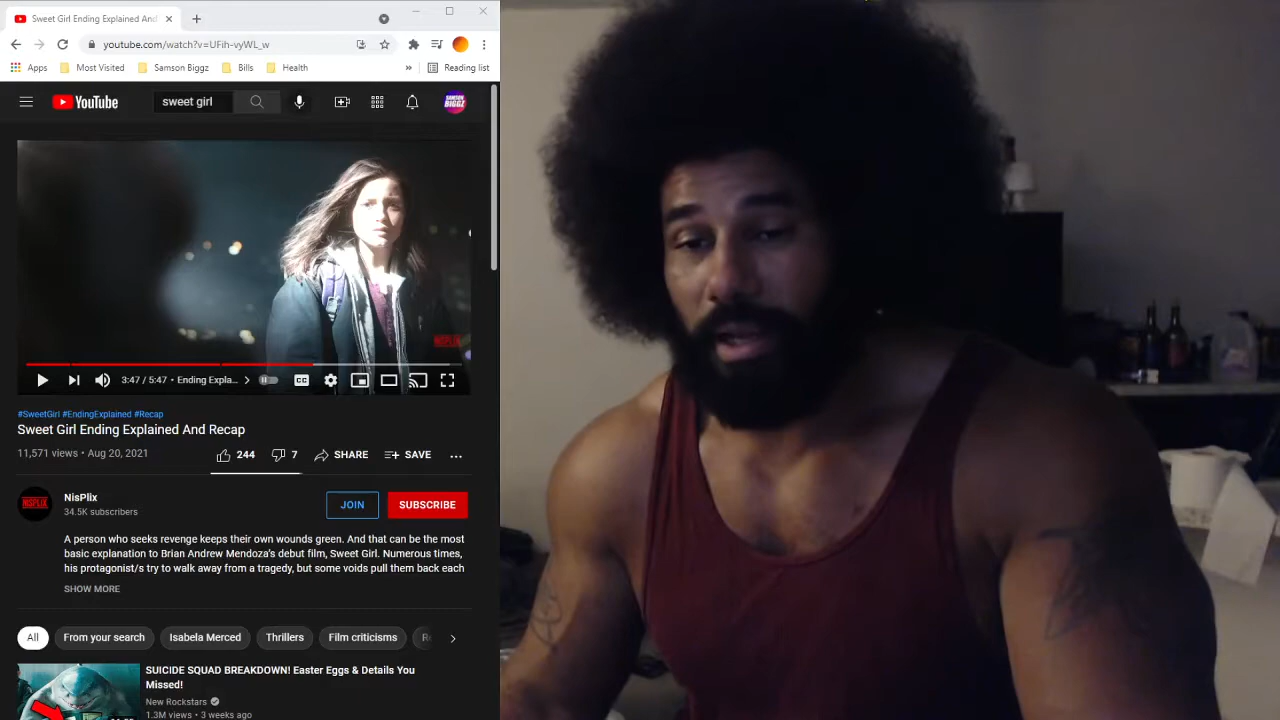 Sweet Girl Ending Explained And
youtube.com/watch?v=UFih-vyWL_w
Apps Most Visited Samson Biggz Bills Health » Reading list
YouTube sweet girl SAMSON BIGGZ
NISPLIX
3:47 / 5:47 • Ending Expla... CC
#SweetGirl #EndingExplained #Recap
Sweet Girl Ending Explained And Recap
11,571 views • Aug 20, 2021 244 7 SHARE SAVE ...
NISPLIX NisPlix JOIN SUBSCRIBE
34.5K subscribers
A person who seeks revenge keeps their own wounds green. And that can be the most
basic explanation to Brian Andrew Mendoza's debut film, Sweet Girl. Numerous times,
his protagonist/s try to walk away from a tragedy, but some voids pull them back each
SHOW MORE
All From your search Isabela Merced Thrillers Film criticisms
SUICIDE SQUAD BREAKDOWN! Easter Eggs & Details You
Missed!
New Rockstars
1.3M views • 3 weeks ago